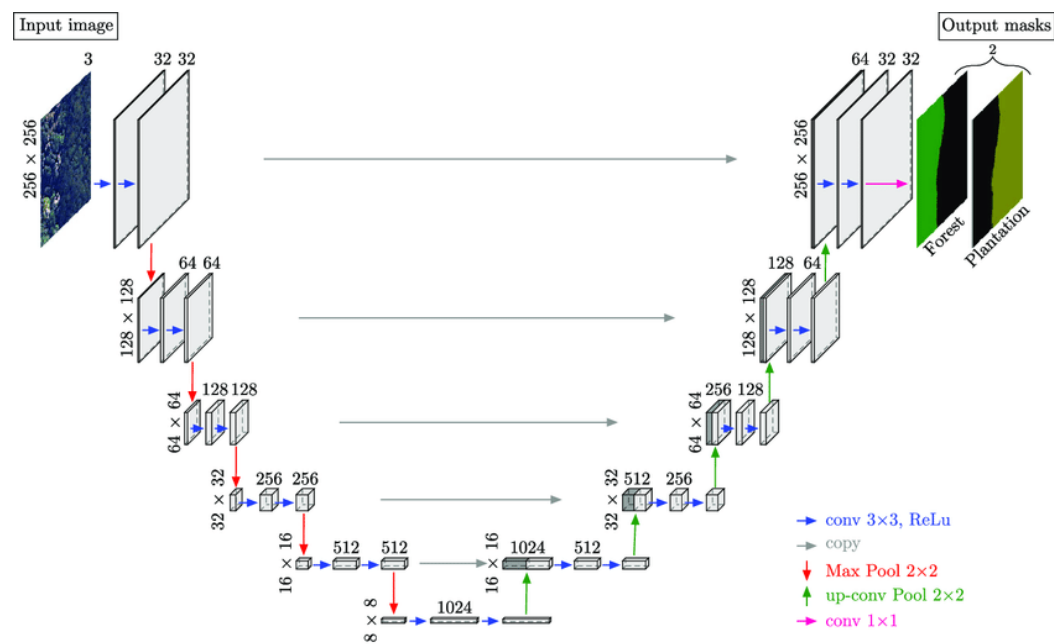 Input image
Output masks
3
32 32
64 32 32
2
256 × 256
256 × 256
Forest
Plantation
64 64
128 64
128 × 128
128 × 128
128 128
256 128
64 × 64
64 × 64
256 256
512 256
32 × 32
32 × 32
512 512
1024 512
16 × 16
16 × 16
1024
8 × 8
conv 3×3, ReLu
copy
Max Pool 2×2
up-conv Pool 2×2
conv 1×1